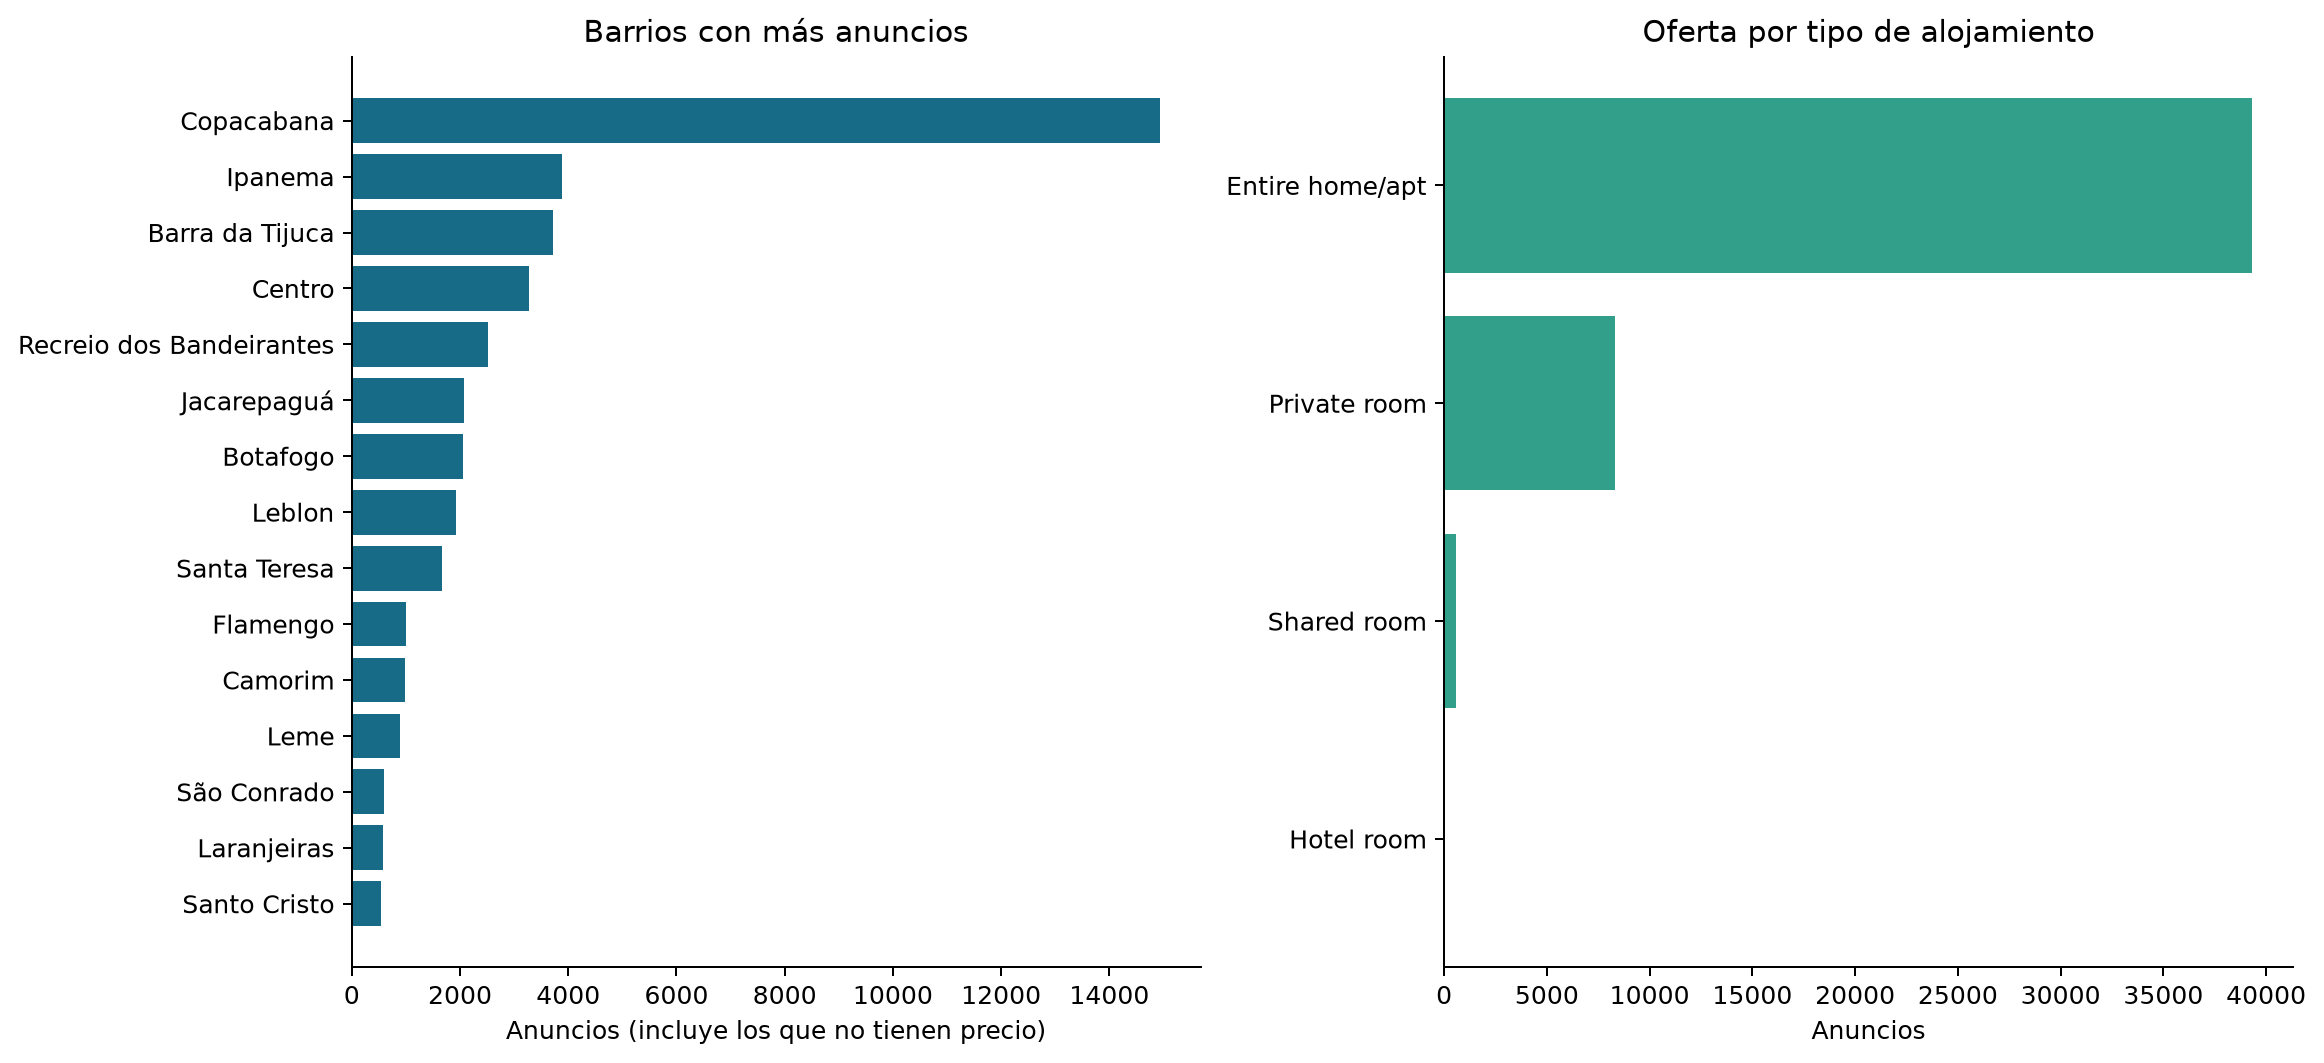 Barrios con más anuncios
Copacabana
Ipanema
Barra da Tijuca
Centro
Recreio dos Bandeirantes
Jacarepaguá
Botafogo
Leblon
Santa Teresa
Flamengo
Camorim
Leme
São Conrado
Laranjeiras
Santo Cristo
0 2000 4000 6000 8000 10000 12000 14000
Anuncios (incluye los que no tienen precio)
Oferta por tipo de alojamiento
Entire home/apt
Private room
Shared room
Hotel room
0 5000 10000 15000 20000 25000 30000 35000 40000
Anuncios